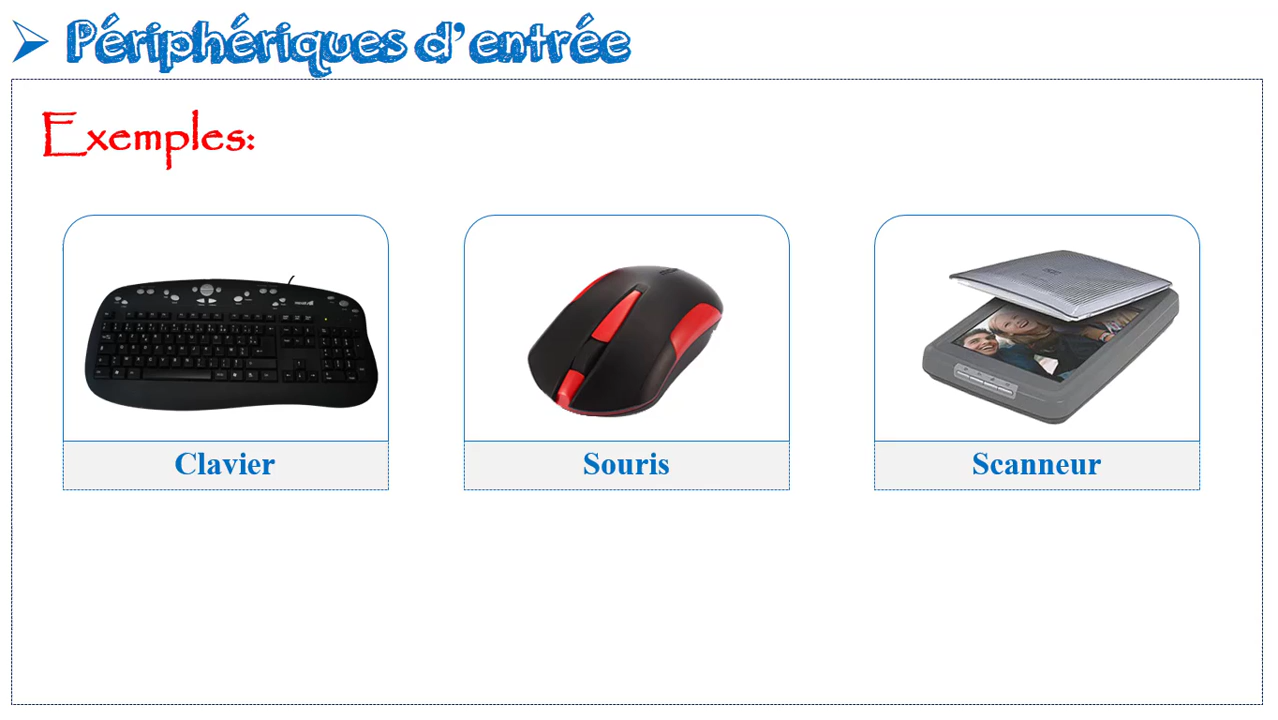 Périphériques d’entrée
Exemples:
Clavier
Souris
Scanneur